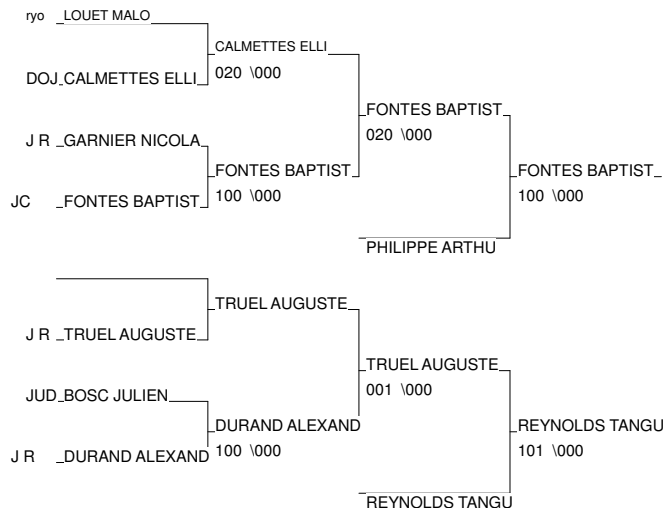 ryo LOUET MALO
CALMETTES ELLI
020 \000
DOJ CALMETTES ELLI
FONTES BAPTIST
020 \000
J R GARNIER NICOLA
FONTES BAPTIST
100 \000
FONTES BAPTIST
100 \000
JC FONTES BAPTIST
PHILIPPE ARTHU
TRUEL AUGUSTE
J R TRUEL AUGUSTE
TRUEL AUGUSTE
001 \000
JUD BOSC JULIEN
DURAND ALEXAND
100 \000
REYNOLDS TANGU
101 \000
J R DURAND ALEXAND
REYNOLDS TANGU